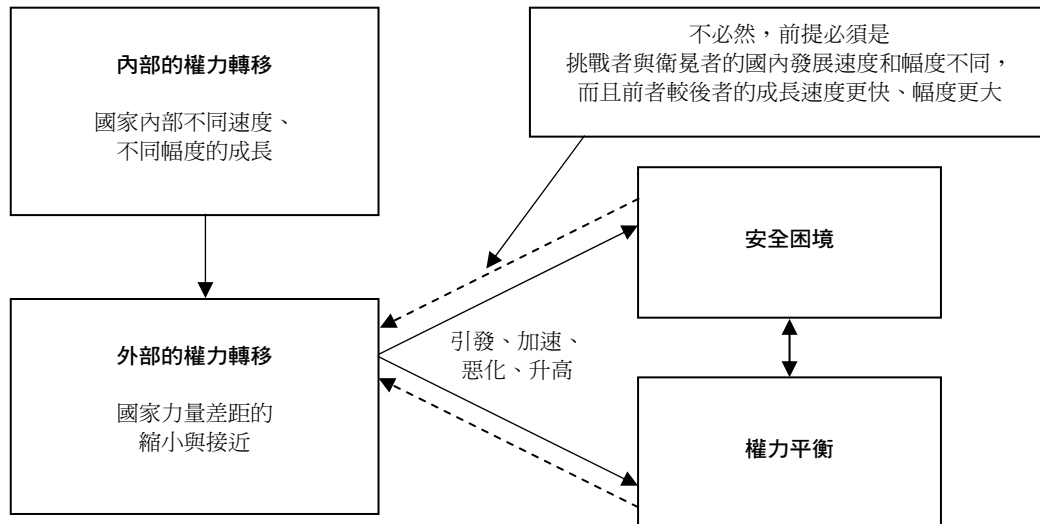 內部的權力轉移
國家內部不同速度、
不同幅度的成長
不必然，前提必須是
挑戰者與衛冕者的國內發展速度和幅度不同，
而且前者較後者的成長速度更快、幅度更大
安全困境
外部的權力轉移
國家力量差距的
縮小與接近
引發、加速、
惡化、升高
權力平衡